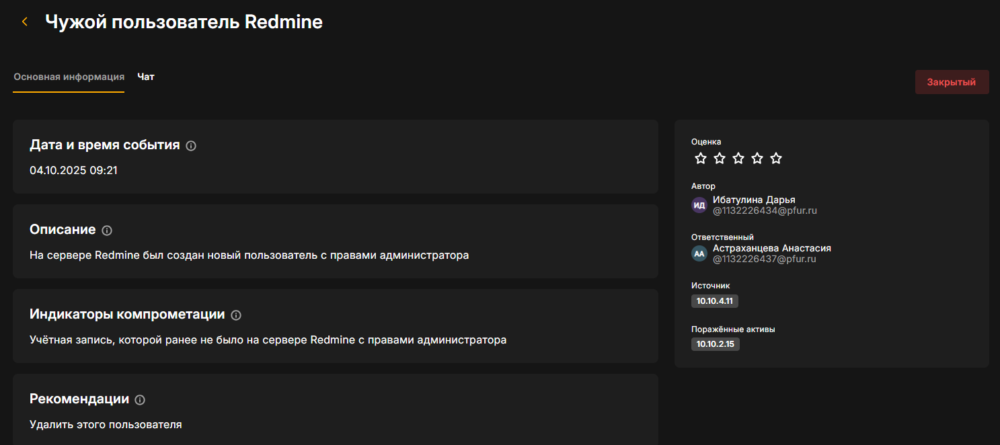 Чужой пользователь Redmine
Основная информация
Чат
Закрытый
Дата и время события
04.10.2025 09:21
Описание
На сервере Redmine был создан новый пользователь с правами администратора
Индикаторы компрометации
Учётная запись, которой ранее не было на сервере Redmine с правами администратора
Рекомендации
Удалить этого пользователя
Оценка
Автор
ИД
Ибатулина Дарья
@1132226434@pfur.ru
Ответственный
АА
Астраханцева Анастасия
@1132226437@pfur.ru
Источник
10.10.4.11
Поражённые активы
10.10.2.15